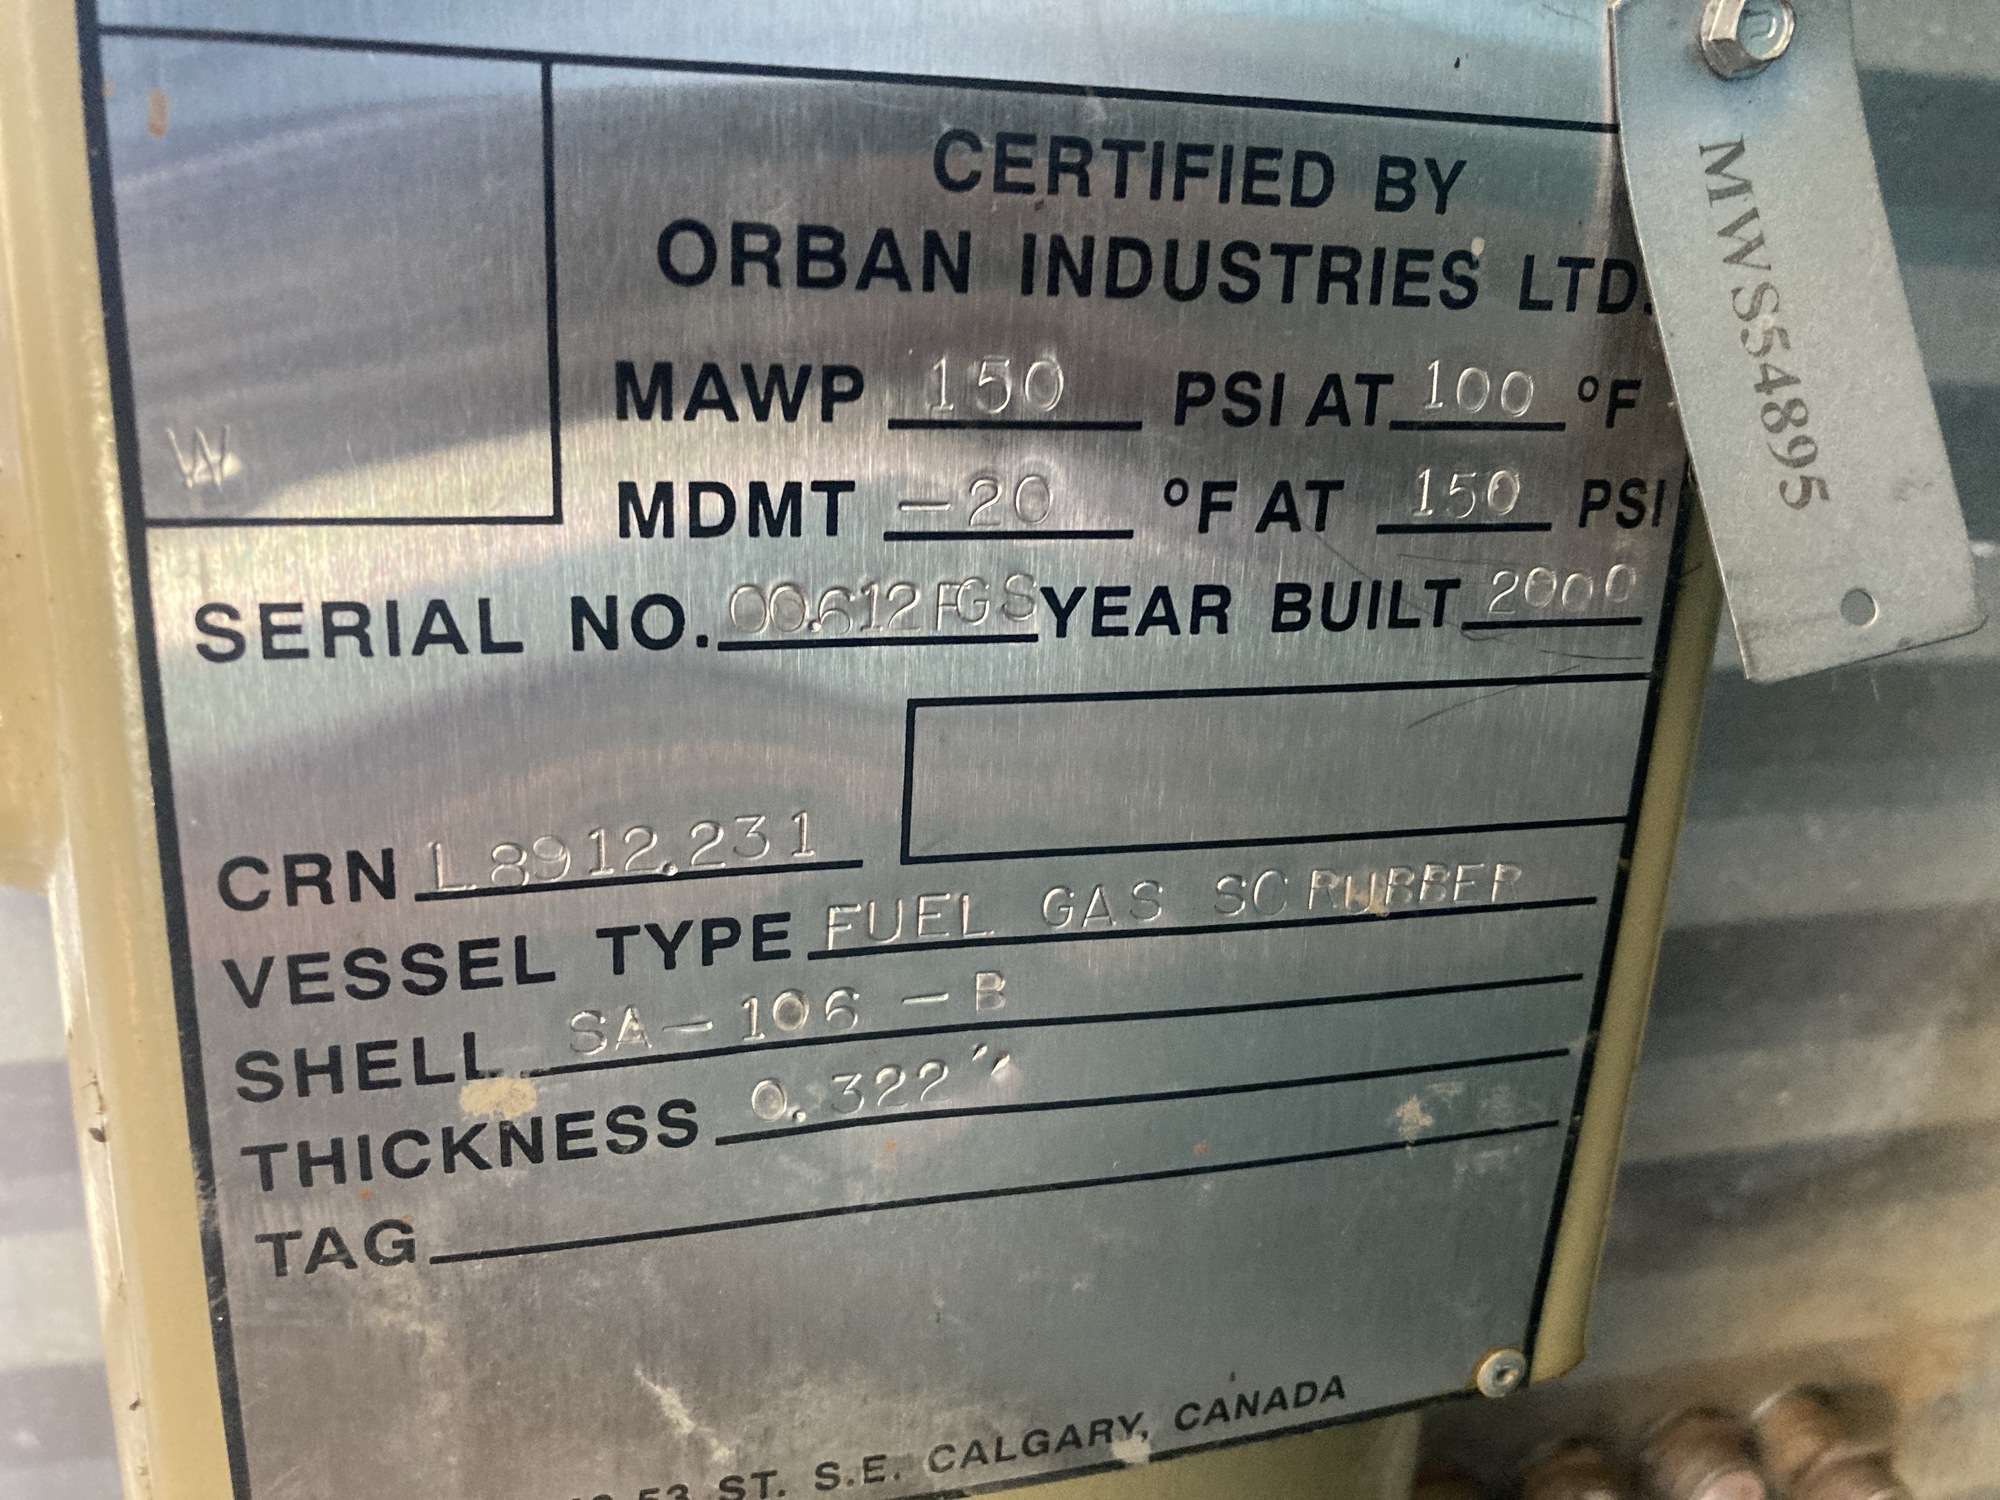 CERTIFIED BY
ORBAN INDUSTRIES LTD.
MAWP 150 PSI AT 100 °F
W
MDMT -20 °F AT 150 PSI
SERIAL NO. 00.612FGS YEAR BUILT 2000
CRN L8912.231
VESSEL TYPE FUEL GAS SCRUBBER
SHELL SA-106-B
THICKNESS 0.322"
TAG
53 ST. S.E. CALGARY, CANADA
MWS54895